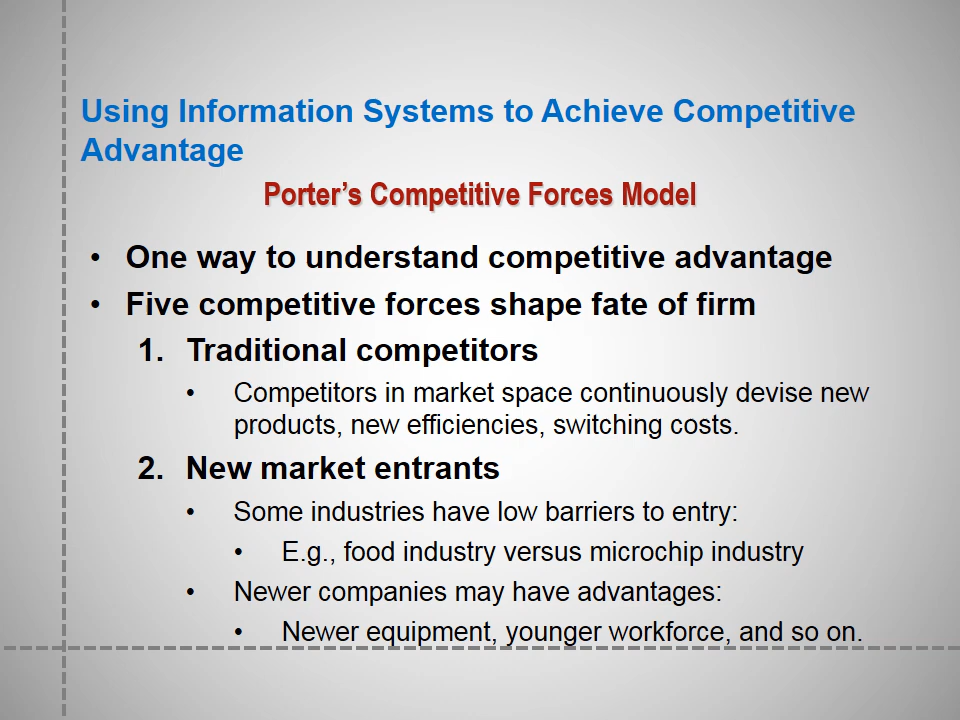 Using Information Systems to Achieve Competitive
Advantage
Porter’s Competitive Forces Model
• One way to understand competitive advantage
• Five competitive forces shape fate of firm
1. Traditional competitors
• Competitors in market space continuously devise new
products, new efficiencies, switching costs.
2. New market entrants
• Some industries have low barriers to entry:
• E.g., food industry versus microchip industry
• Newer companies may have advantages:
• Newer equipment, younger workforce, and so on.